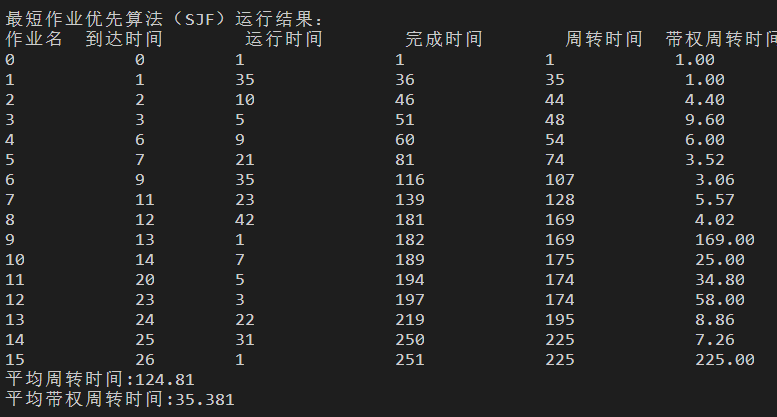 最短作业优先算法（SJF）运行结果：
作业名 到达时间 运行时间 完成时间 周转时间 带权周转时间
0 0 1 1 1 1.00
1 1 35 36 35 1.00
2 2 10 46 44 4.40
3 3 5 51 48 9.60
4 6 9 60 54 6.00
5 7 21 81 74 3.52
6 9 35 116 107 3.06
7 11 23 139 128 5.57
8 12 42 181 169 4.02
9 13 1 182 169 169.00
10 14 7 189 175 25.00
11 20 5 194 174 34.80
12 23 3 197 174 58.00
13 24 22 219 195 8.86
14 25 31 250 225 7.26
15 26 1 251 225 225.00
平均周转时间:124.81
平均带权周转时间:35.381